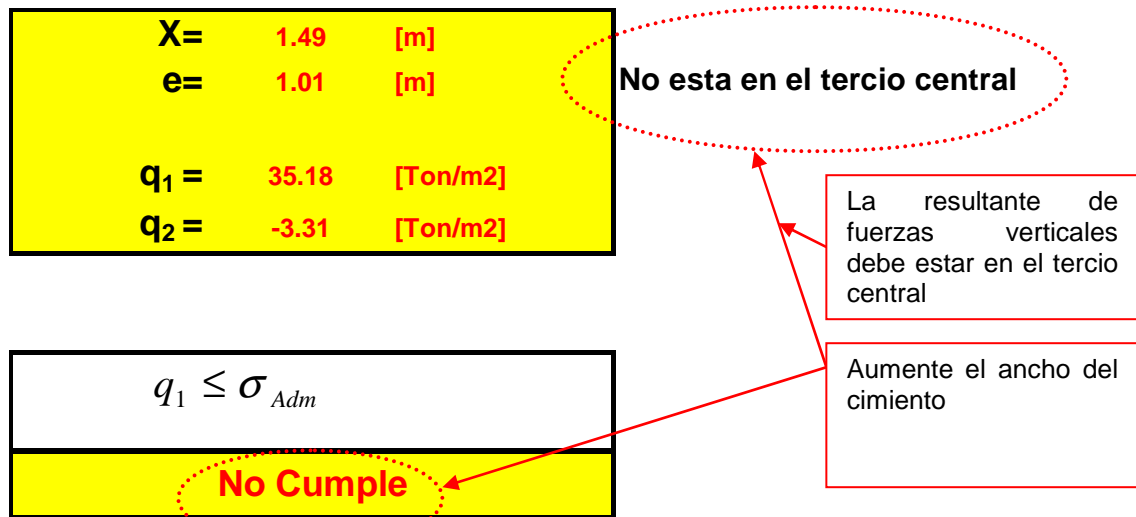 X= 1.49 [m]
e= 1.01 [m]
No esta en el tercio central
q1 = 35.18 [Ton/m2]
q2 = -3.31 [Ton/m2]
La resultante de
fuerzas verticales
debe estar en el tercio
central
Aumente el ancho del
cimiento
q1 ≤ σAdm
No Cumple